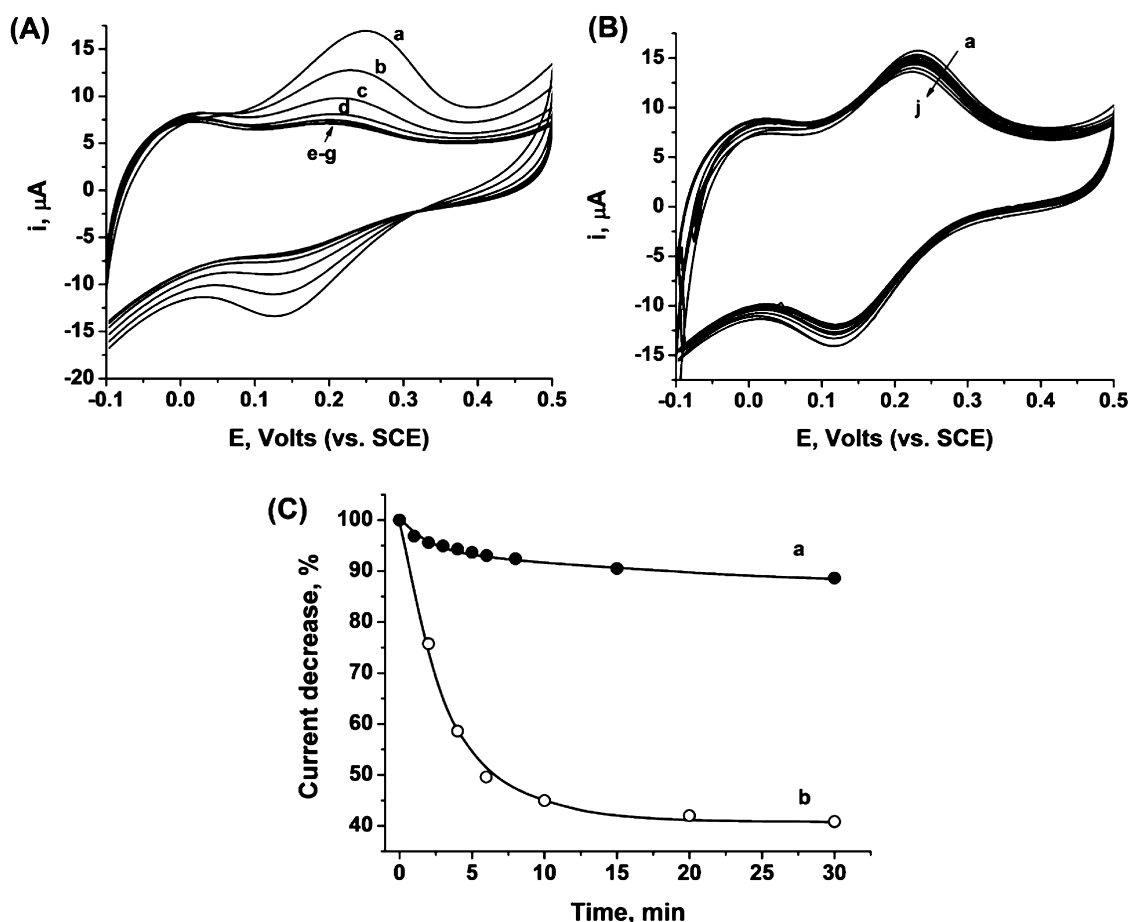 (A)
15
10
5
0
-5
-10
-15
-20
i, μA
a
b
c
d
e-g
-0.1 0.0 0.1 0.2 0.3 0.4 0.5
E, Volts (vs. SCE)
(B)
15
10
5
0
-5
-10
-15
i, μA
a
j
-0.1 0.0 0.1 0.2 0.3 0.4 0.5
E, Volts (vs. SCE)
(C)
100
90
80
70
60
50
40
Current decrease, %
a
b
0 5 10 15 20 25 30
Time, min